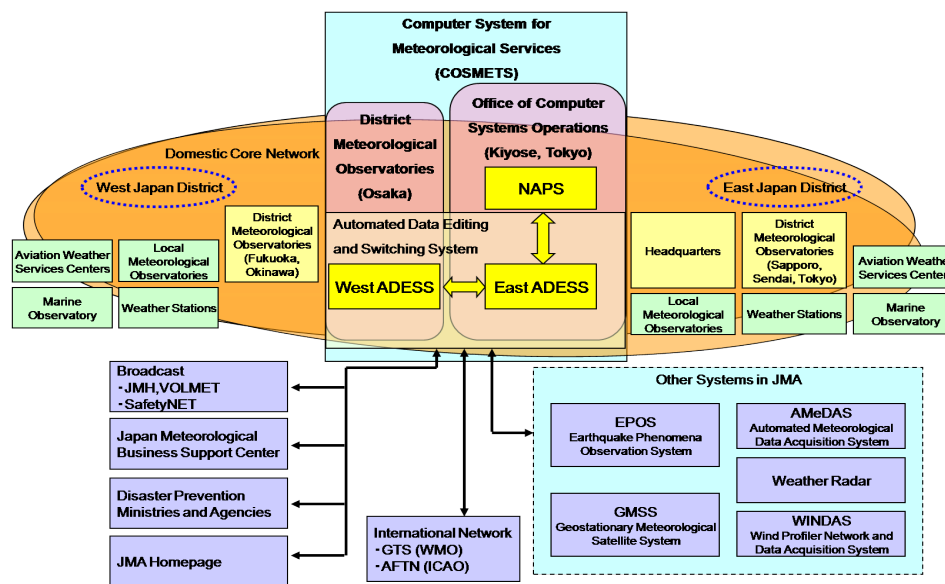 Computer System for
Meteorological Services
(COSMETS)
Office of Computer
Systems Operations
(Kiyose, Tokyo)
District
Meteorological
Observatories
(Osaka)
Domestic Core Network
West Japan District
East Japan District
NAPS
Automated Data Editing
and Switching System
West ADESS
East ADESS
District
Meteorological
Observatories
(Fukuoka,
Okinawa)
Aviation Weather
Services Centers
Local
Meteorological
Observatories
Marine
Observatory
Weather Stations
Headquarters
District
Meteorological
Observatories
(Sapporo,
Sendai, Tokyo)
Aviation Weather
Services Center
Local
Meteorological
Observatories
Weather Stations
Marine
Observatory
Broadcast
・JMH,VOLMET
・SafetyNET
Japan Meteorological
Business Support Center
Disaster Prevention
Ministries and Agencies
JMA Homepage
International Network
・GTS (WMO)
・AFTN (ICAO)
Other Systems in JMA
EPOS
Earthquake Phenomena
Observation System
AMeDAS
Automated Meteorological
Data Acquisition System
Weather Radar
GMSS
Geostationary Meteorological
Satellite System
WINDAS
Wind Profiler Network and
Data Acquisition System